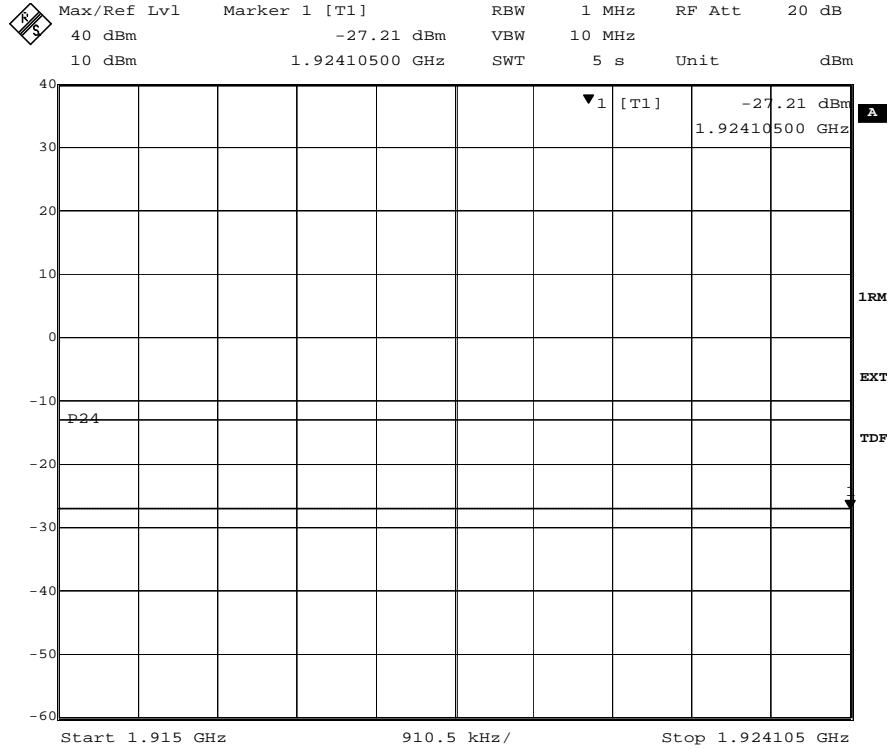 Max/Ref Lvl Marker 1 [T1] RBW 1 MHz RF Att 20 dB
40 dBm -27.21 dBm VBW 10 MHz
10 dBm 1.92410500 GHz SWT 5 s Unit dBm
R S
40
1 [T1] -27.21 dBm
A
1.92410500 GHz
30
20
10
1RM
0
EXT
-10
P24
TDF
-20
1
-30
-40
-50
-60
Start 1.915 GHz 910.5 kHz/ Stop 1.924105 GHz